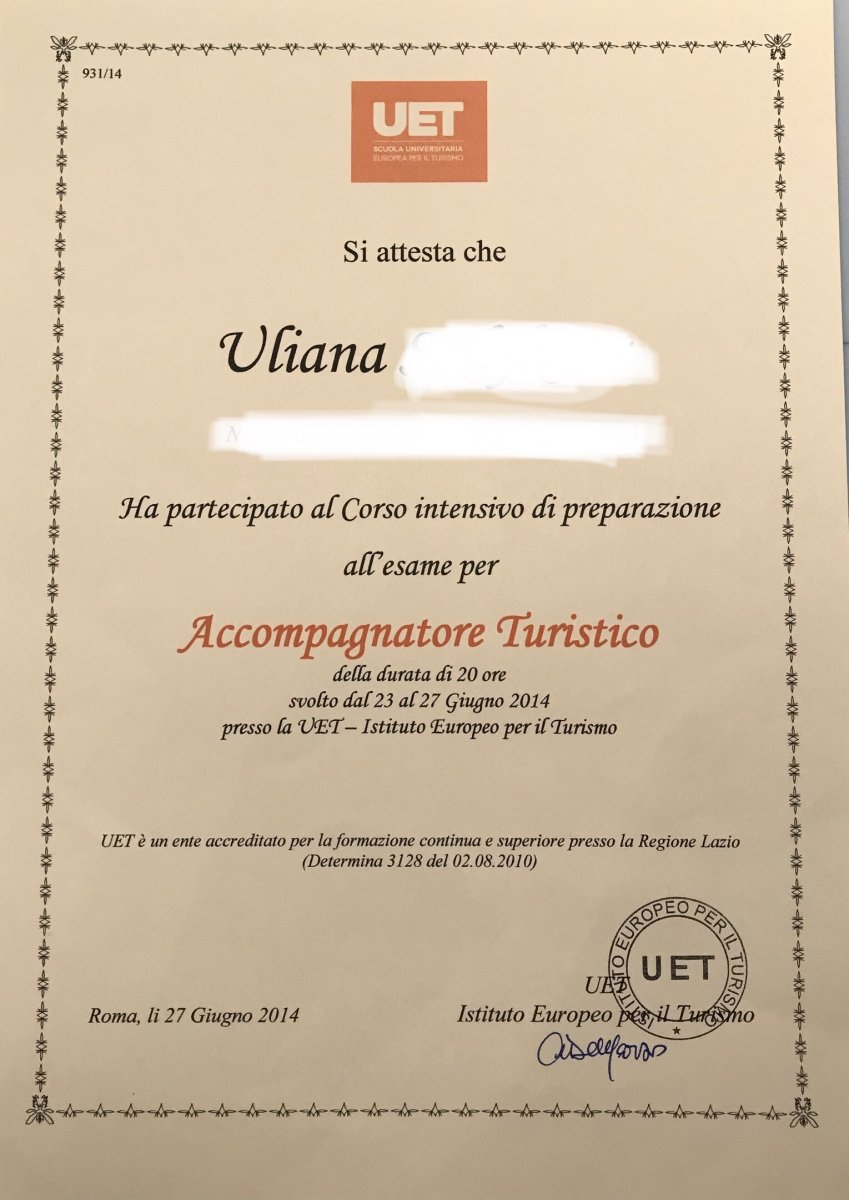 931/14
UET
SCUOLA UNIVERSITARIA
EUROPEA PER IL TURISMO
Si attesta che
Uliana
Ha partecipato al Corso intensivo di preparazione
all'esame per
Accompagnatore Turistico
della durata di 20 ore
svolto dal 23 al 27 Giugno 2014
presso la UET – Istituto Europeo per il Turismo
UET è un ente accreditato per la formazione continua e superiore presso la Regione Lazio
(Determina 3128 del 02.08.2010)
ISTITUTO EUROPEO PER IL TURISMO
UET
UET
Roma, li 27 Giugno 2014
Istituto Europeo per il Turismo